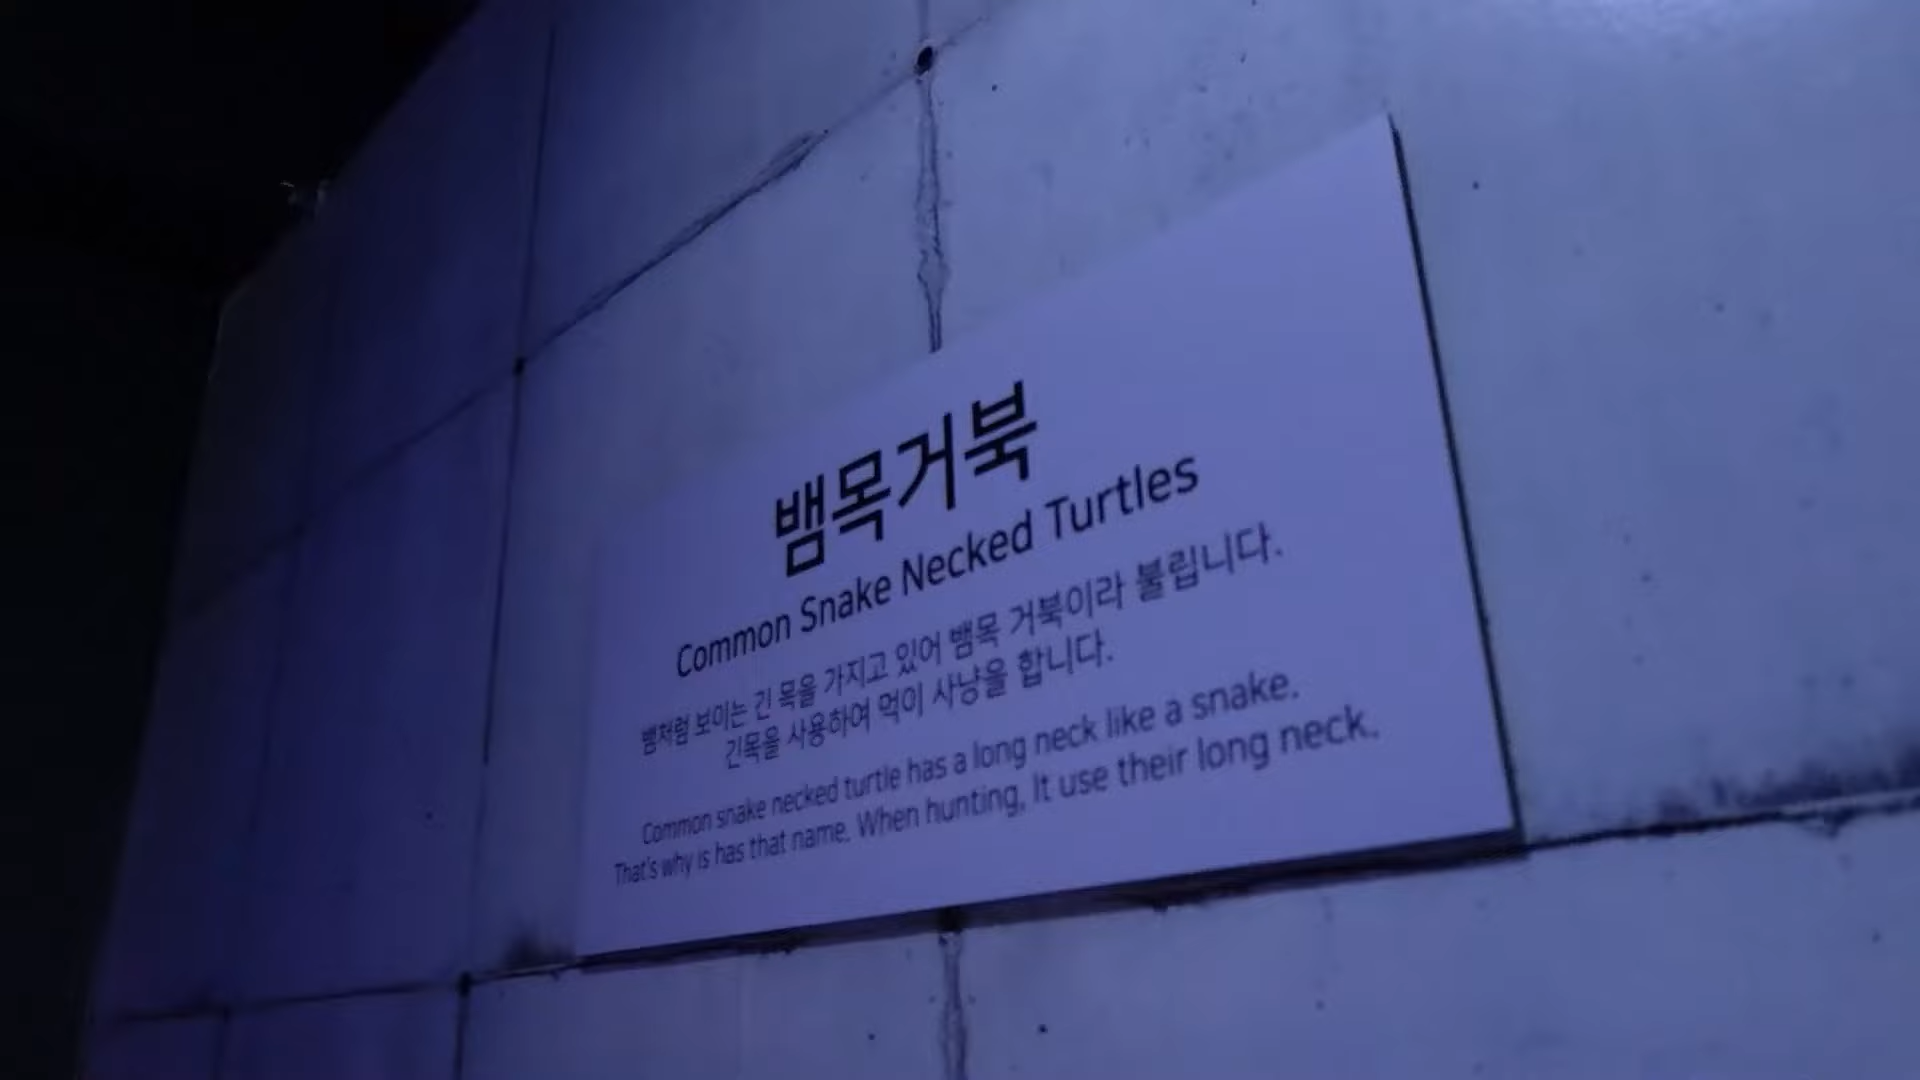 뱀목거북
Common Snake Necked Turtles
뱀처럼 보이는 긴 목을 가지고 있어 뱀목 거북이라 불립니다.
긴목을 사용하여 먹이 사냥을 합니다.
Common snake necked turtle has a long neck like a snake.
That's why is has that name. When hunting, It use their long neck.